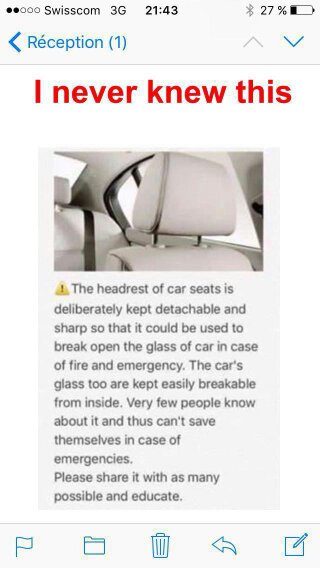 Swisscom 3G 21:43 27 %
Réception (1)
I never knew this
⚠The headrest of car seats is
deliberately kept detachable and
sharp so that it could be used to
break open the glass of car in case
of fire and emergency. The car's
glass too are kept easily breakable
from inside. Very few people know
about it and thus can't save
themselves in case of
emergencies.
Please share it with as many
possible and educate.